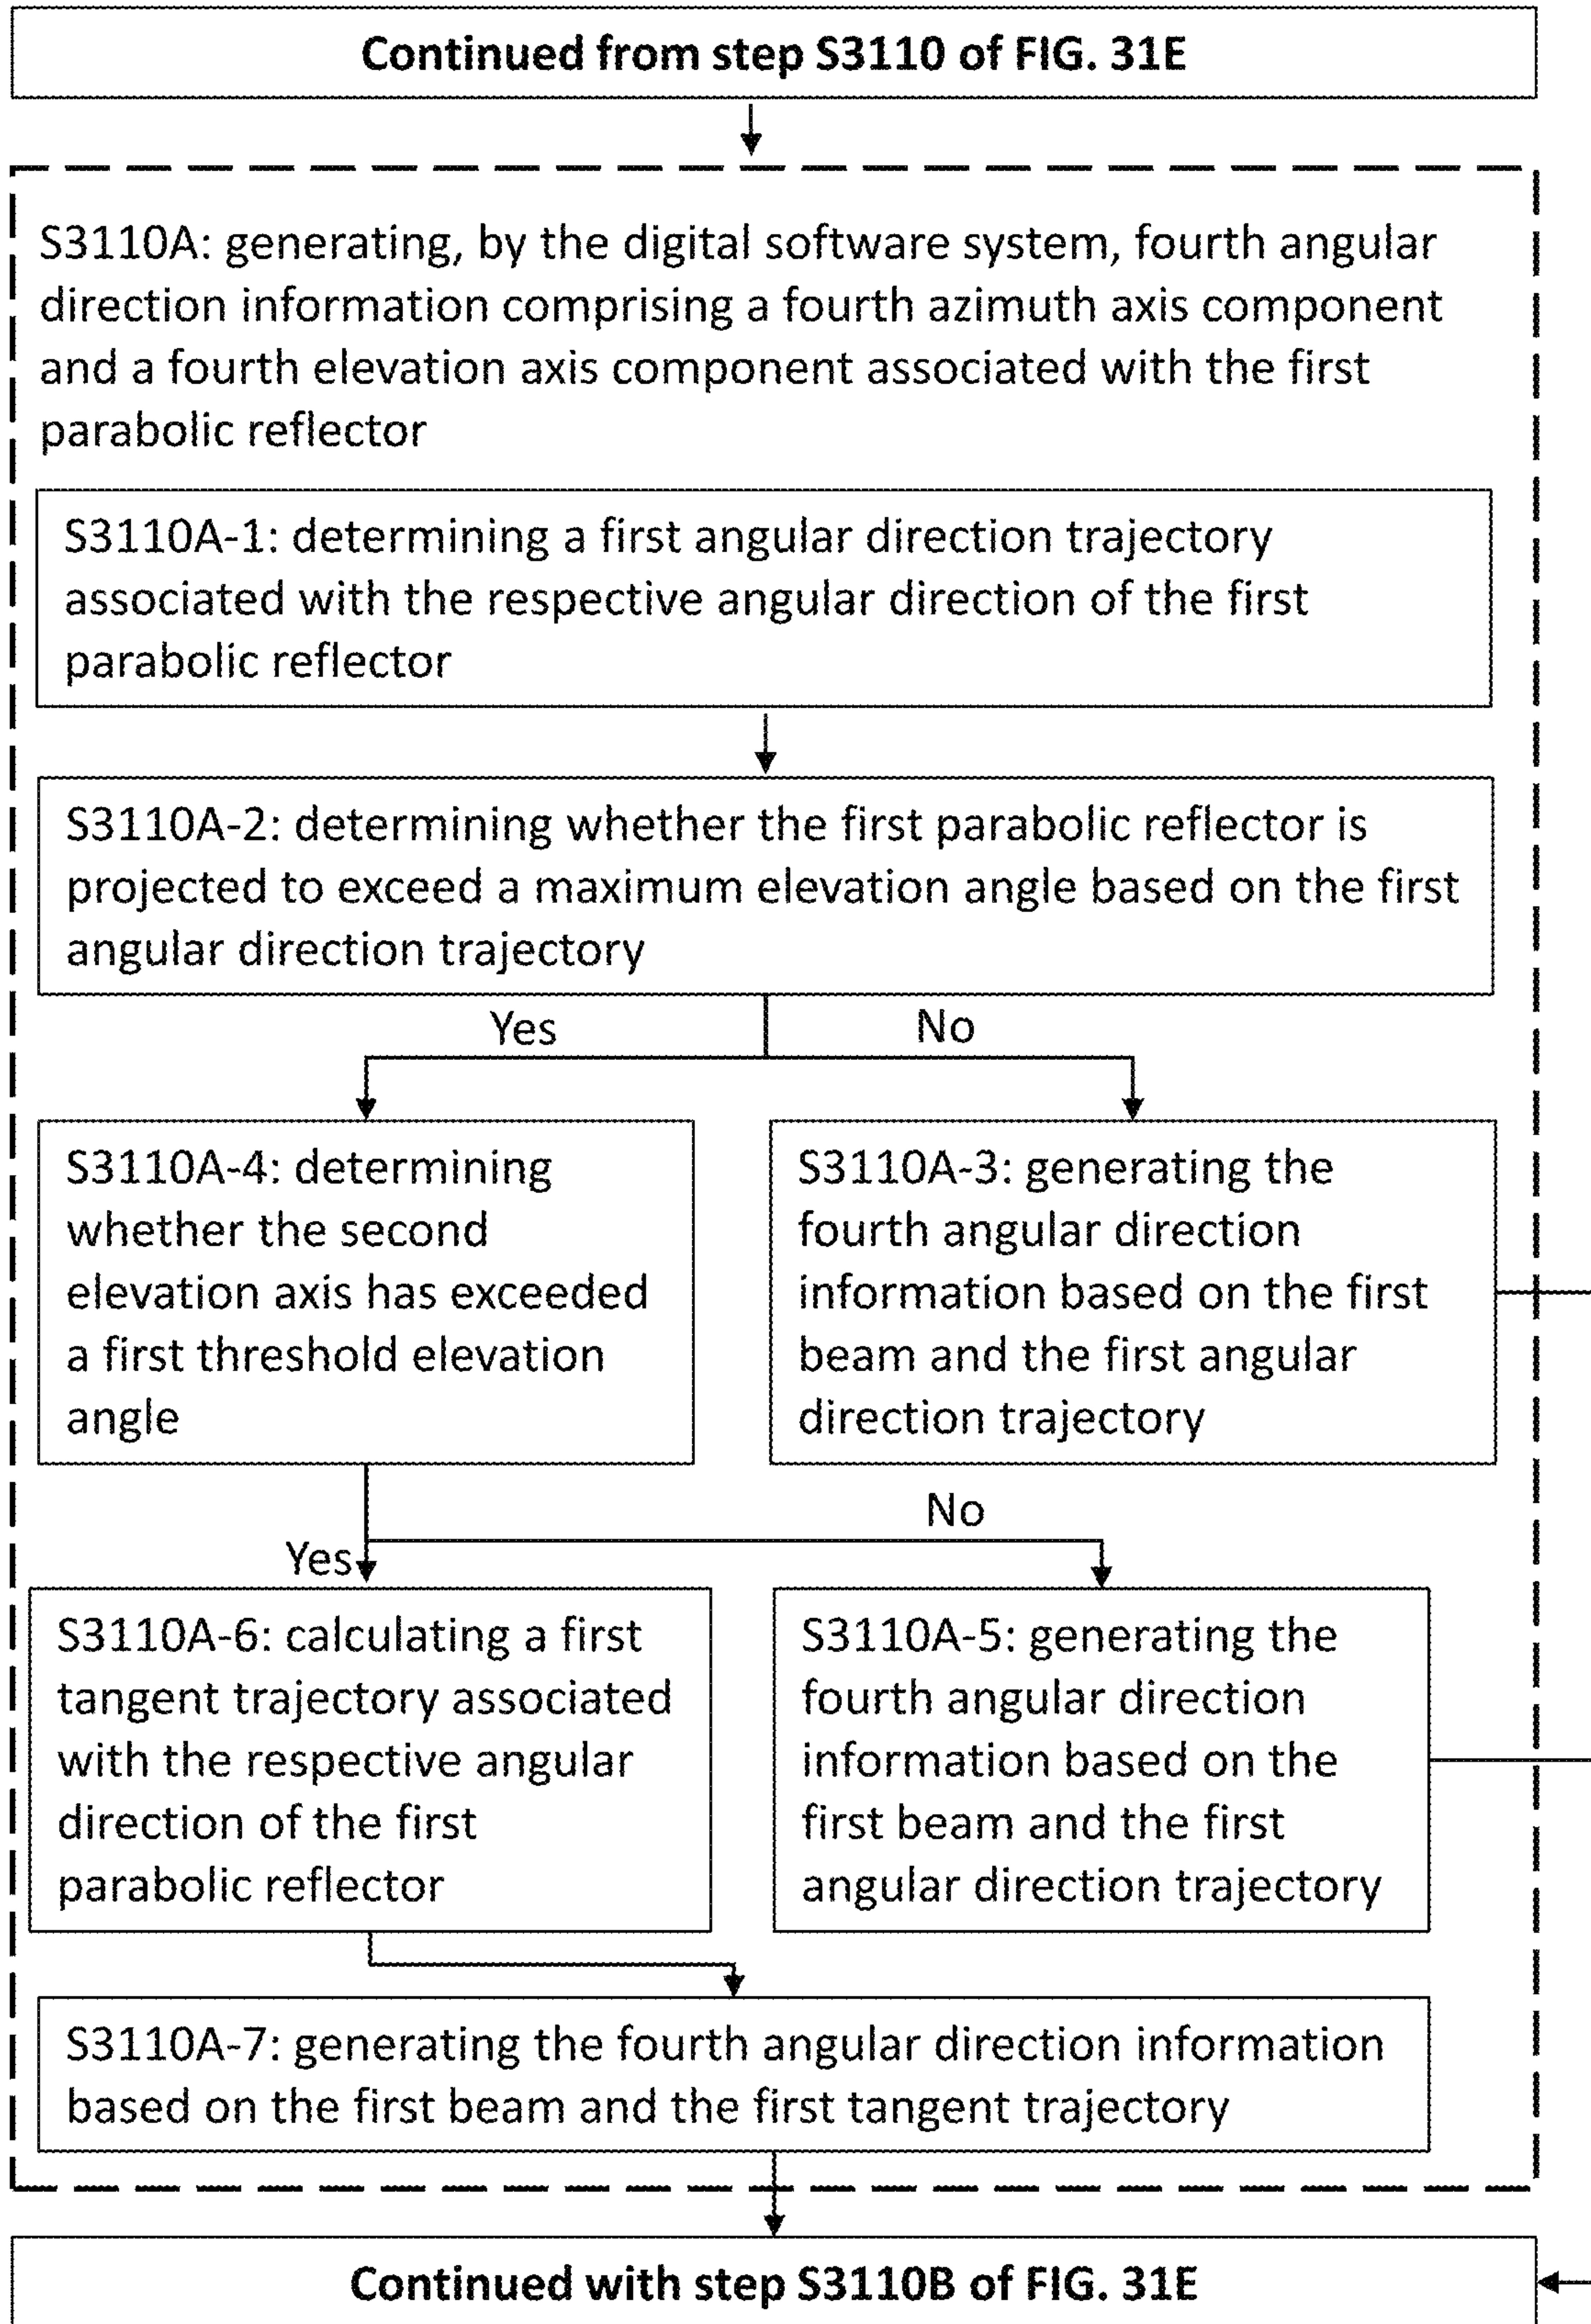 Continued from step S3110 of FIG. 31E
S3110A: generating, by the digital software system, fourth angular
direction information comprising a fourth azimuth axis component
and a fourth elevation axis component associated with the first
parabolic reflector
S3110A-1: determining a first angular direction trajectory
associated with the respective angular direction of the first
parabolic reflector
S3110A-2: determining whether the first parabolic reflector is
projected to exceed a maximum elevation angle based on the first
angular direction trajectory
Yes
No
S3110A-4: determining
whether the second
elevation axis has exceeded
a first threshold elevation
angle
S3110A-3: generating the
fourth angular direction
information based on the first
beam and the first angular
direction trajectory
No
Yes
S3110A-6: calculating a first
tangent trajectory associated
with the respective angular
direction of the first
parabolic reflector
S3110A-5: generating the
fourth angular direction
information based on the
first beam and the first
angular direction trajectory
S3110A-7: generating the fourth angular direction information
based on the first beam and the first tangent trajectory
Continued with step S3110B of FIG. 31E